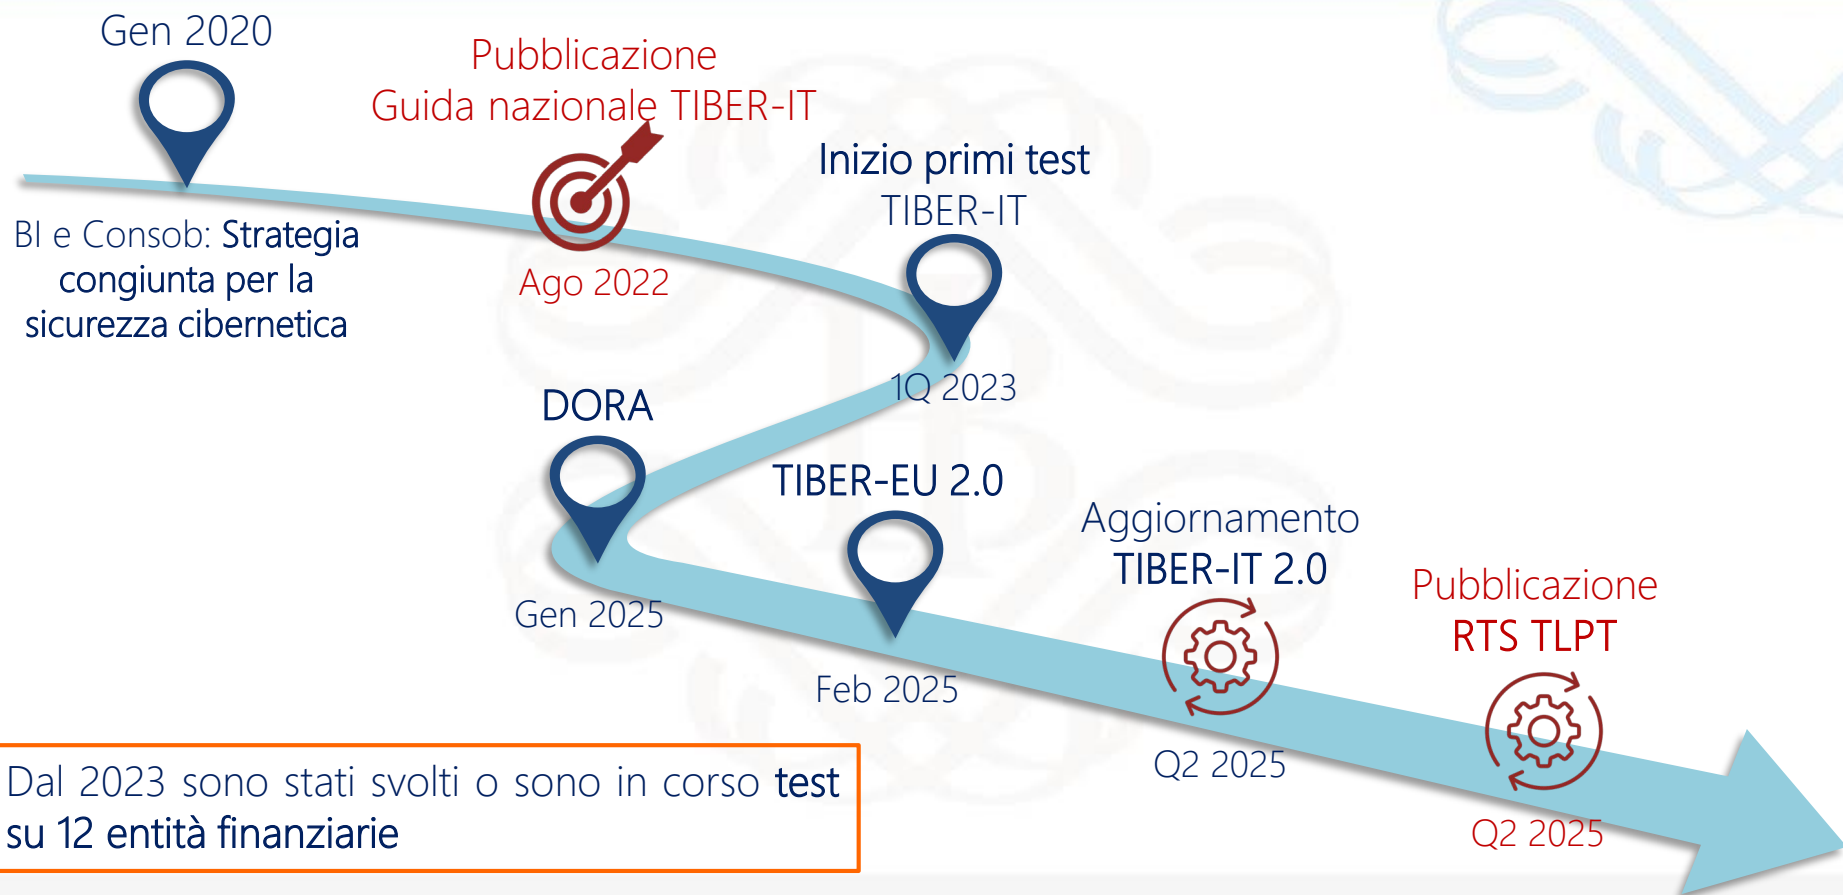 Gen 2020
BI e Consob: Strategia
congiunta per la
sicurezza cibernetica
Pubblicazione
Guida nazionale TIBER-IT
Ago 2022
Inizio primi test
TIBER-IT
1Q 2023
DORA
Gen 2025
TIBER-EU 2.0
Feb 2025
Aggiornamento
TIBER-IT 2.0
Q2 2025
Pubblicazione
RTS TLPT
Q2 2025
Dal 2023 sono stati svolti o sono in corso test
su 12 entità finanziarie